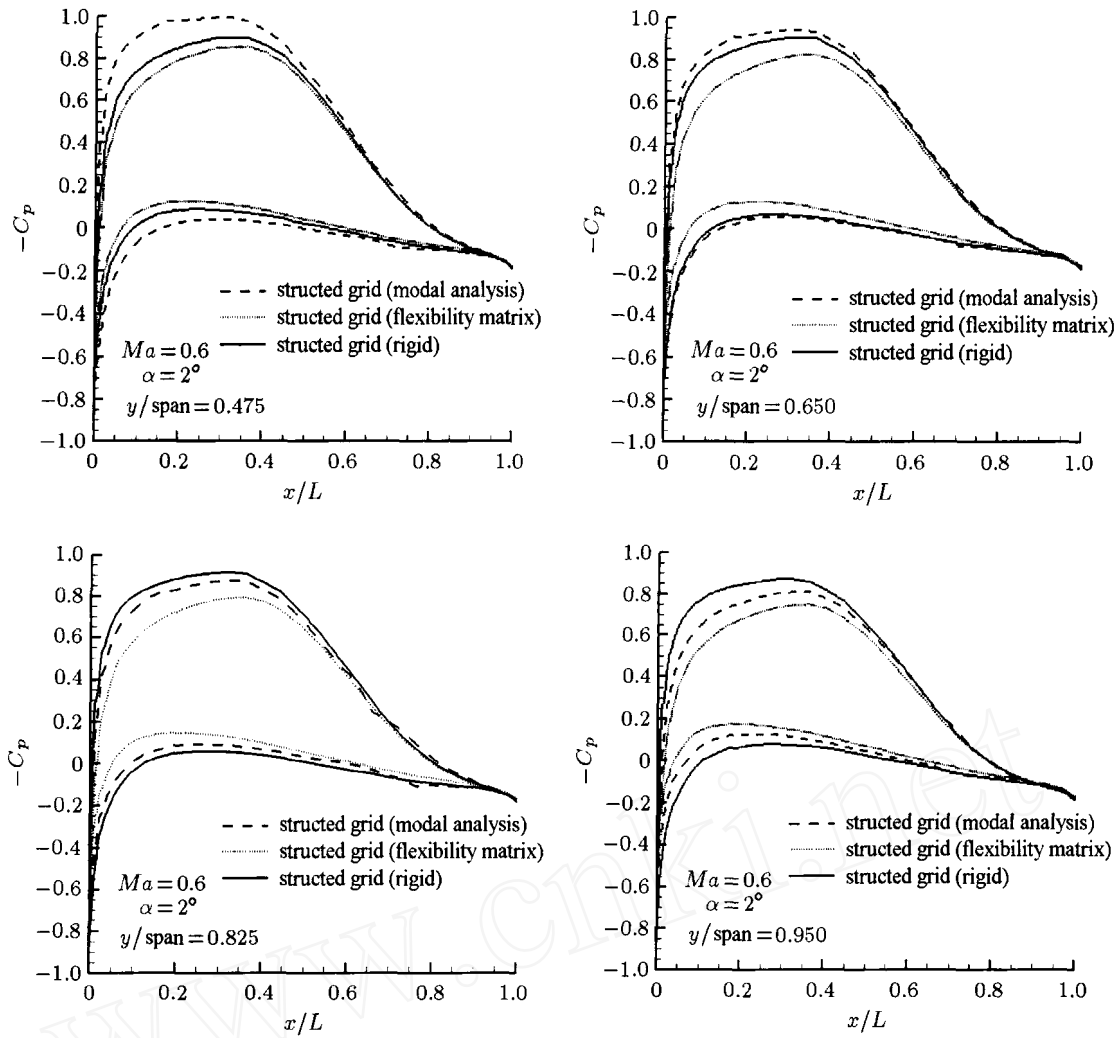 1.0
0.8
0.6
0.4
0.2
0
−0.2
−0.4
−0.6
−0.8
−1.0
−Cp
structed grid (modal analysis)
structed grid (flexibility matrix)
structed grid (rigid)
Ma=0.6
α=2°
y/span=0.475
0 0.2 0.4 0.6 0.8 1.0
x/L
1.0
0.8
0.6
0.4
0.2
0
−0.2
−0.4
−0.6
−0.8
−1.0
−Cp
structed grid (modal analysis)
structed grid (flexibility matrix)
structed grid (rigid)
Ma=0.6
α=2°
y/span=0.650
0 0.2 0.4 0.6 0.8 1.0
x/L
1.0
0.8
0.6
0.4
0.2
0
−0.2
−0.4
−0.6
−0.8
−1.0
−Cp
structed grid (modal analysis)
structed grid (flexibility matrix)
structed grid (rigid)
Ma=0.6
α=2°
y/span=0.825
0 0.2 0.4 0.6 0.8 1.0
x/L
1.0
0.8
0.6
0.4
0.2
0
−0.2
−0.4
−0.6
−0.8
−1.0
−Cp
structed grid (modal analysis)
structed grid (flexibility matrix)
structed grid (rigid)
Ma=0.6
α=2°
y/span=0.950
0 0.2 0.4 0.6 0.8 1.0
x/L
www.cnki.net